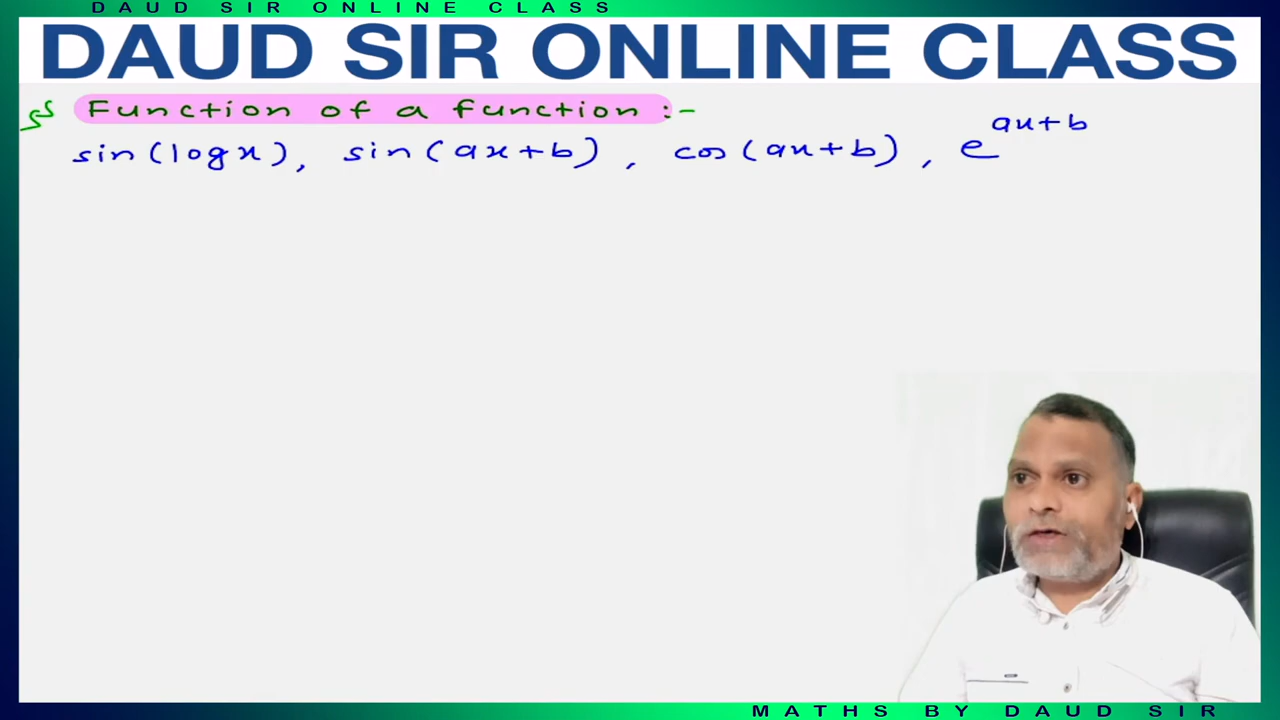 DAUD SIR ONLINE CLASS
DAUD SIR ONLINE CLASS
Function of a function :-
sin(logx), sin(ax+b), cos(ax+b), e^{ax+b}
MATHS BY DAUD SIR